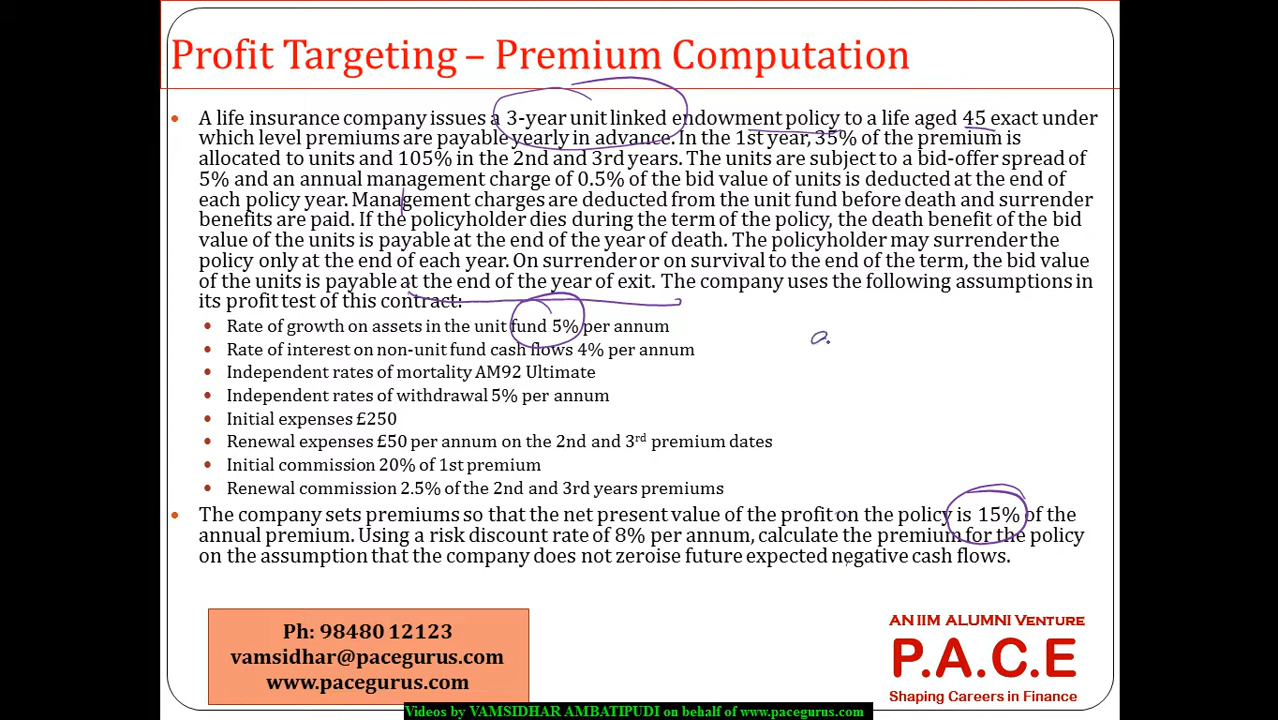 Profit Targeting – Premium Computation
A life insurance company issues a 3-year unit linked endowment policy to a life aged 45 exact under
which level premiums are payable yearly in advance. In the 1st year, 35% of the premium is
allocated to units and 105% in the 2nd and 3rd years. The units are subject to a bid-offer spread of
5% and an annual management charge of 0.5% of the bid value of units is deducted at the end of
each policy year. Management charges are deducted from the unit fund before death and surrender
benefits are paid. If the policyholder dies during the term of the policy, the death benefit of the bid
value of the units is payable at the end of the year of death. The policyholder may surrender the
policy only at the end of each year. On surrender or on survival to the end of the term, the bid value
of the units is payable at the end of the year of exit. The company uses the following assumptions in
its profit test of this contract:
Rate of growth on assets in the unit fund 5% per annum
Rate of interest on non-unit fund cash flows 4% per annum
Independent rates of mortality AM92 Ultimate
Independent rates of withdrawal 5% per annum
Initial expenses £250
Renewal expenses £50 per annum on the 2nd and 3rd premium dates
Initial commission 20% of 1st premium
Renewal commission 2.5% of the 2nd and 3rd years premiums
The company sets premiums so that the net present value of the profit on the policy is 15% of the
annual premium. Using a risk discount rate of 8% per annum, calculate the premium for the policy
on the assumption that the company does not zeroise future expected negative cash flows.
Ph: 98480 12123
vamsidhar@pacegurus.com
www.pacegurus.com
AN IIM ALUMNI VENTURE
P.A.C.E
Shaping Careers in Finance
Videos by VAMSIDHAR AMBATIPUDI on behalf of www.pacegurus.com